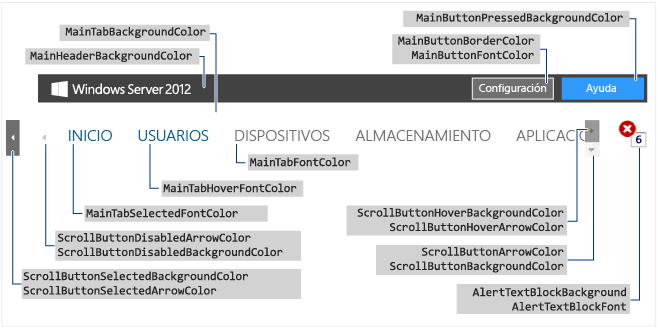 MainTabBackgroundColor
MainButtonPressedBackgroundColor
MainHeaderBackgroundColor
MainButtonBorderColor
MainButtonFontColor
Windows Server 2012
Configuración
Ayuda
INICIO USUARIOS DISPOSITIVOS ALMACENAMIENTO APLICACIO
6
MainTabFontColor
MainTabHoverFontColor
MainTabSelectedFontColor
ScrollButtonHoverBackgroundColor
ScrollButtonHoverArrowColor
ScrollButtonDisabledArrowColor
ScrollButtonDisabledBackgroundColor
ScrollButtonArrowColor
ScrollButtonBackgroundColor
ScrollButtonSelectedBackgroundColor
ScrollButtonSelectedArrowColor
AlertTextBlockBackground
AlertTextBlockFont